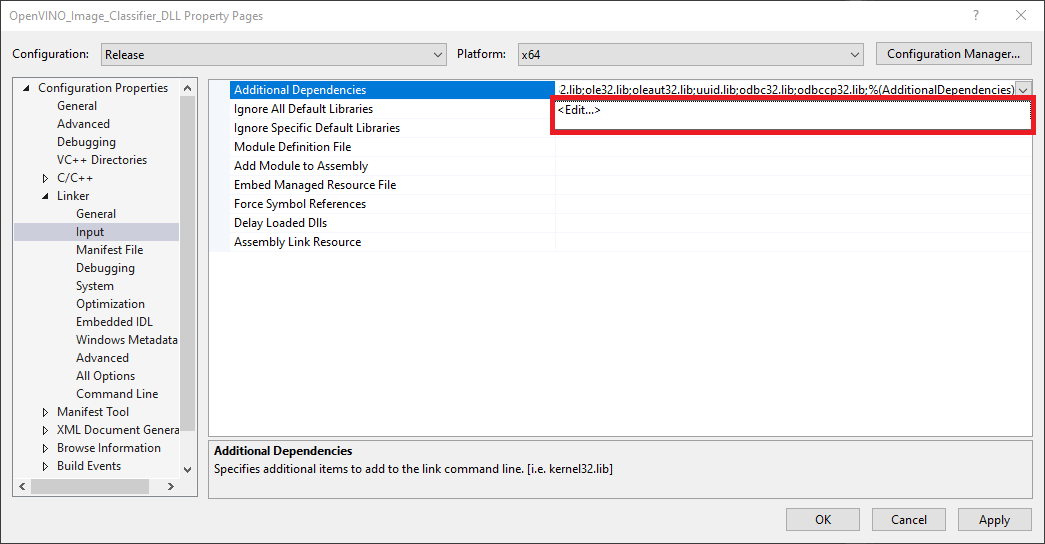 OpenVINO_Image_Classifier_DLL Property Pages
Configuration: Release Platform: x64 Configuration Manager...
Configuration Properties
General
Advanced
Debugging
VC++ Directories
C/C++
Linker
General
Input
Manifest File
Debugging
System
Optimization
Embedded IDL
Windows Metadata
Advanced
All Options
Command Line
Manifest Tool
XML Document Genera
Browse Information
Build Events
Additional Dependencies 2.lib;ole32.lib;oleaut32.lib;uuid.lib;odbc32.lib;odbccp32.lib;%(AdditionalDependencies)
Ignore All Default Libraries <Edit...>
Ignore Specific Default Libraries
Module Definition File
Add Module to Assembly
Embed Managed Resource File
Force Symbol References
Delay Loaded Dlls
Assembly Link Resource
Additional Dependencies
Specifies additional items to add to the link command line. [i.e. kernel32.lib]
OK Cancel Apply